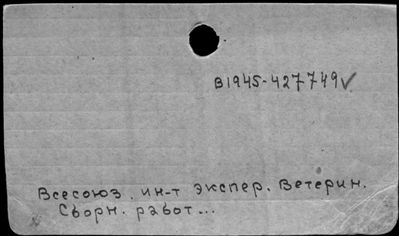 В1945-427749✓
Всесоюз. ин-т экспер. Ветерин.
Сборн. работ...